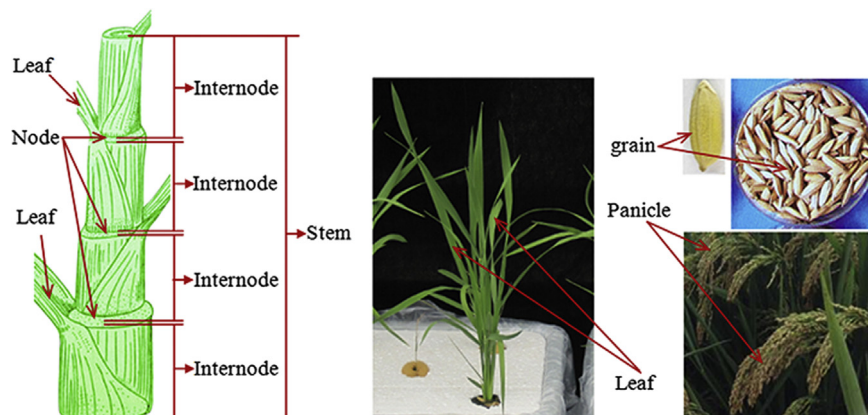 Leaf
Internode
Node
Internode
Leaf
Stem
Internode
Internode
grain
Panicle
Leaf